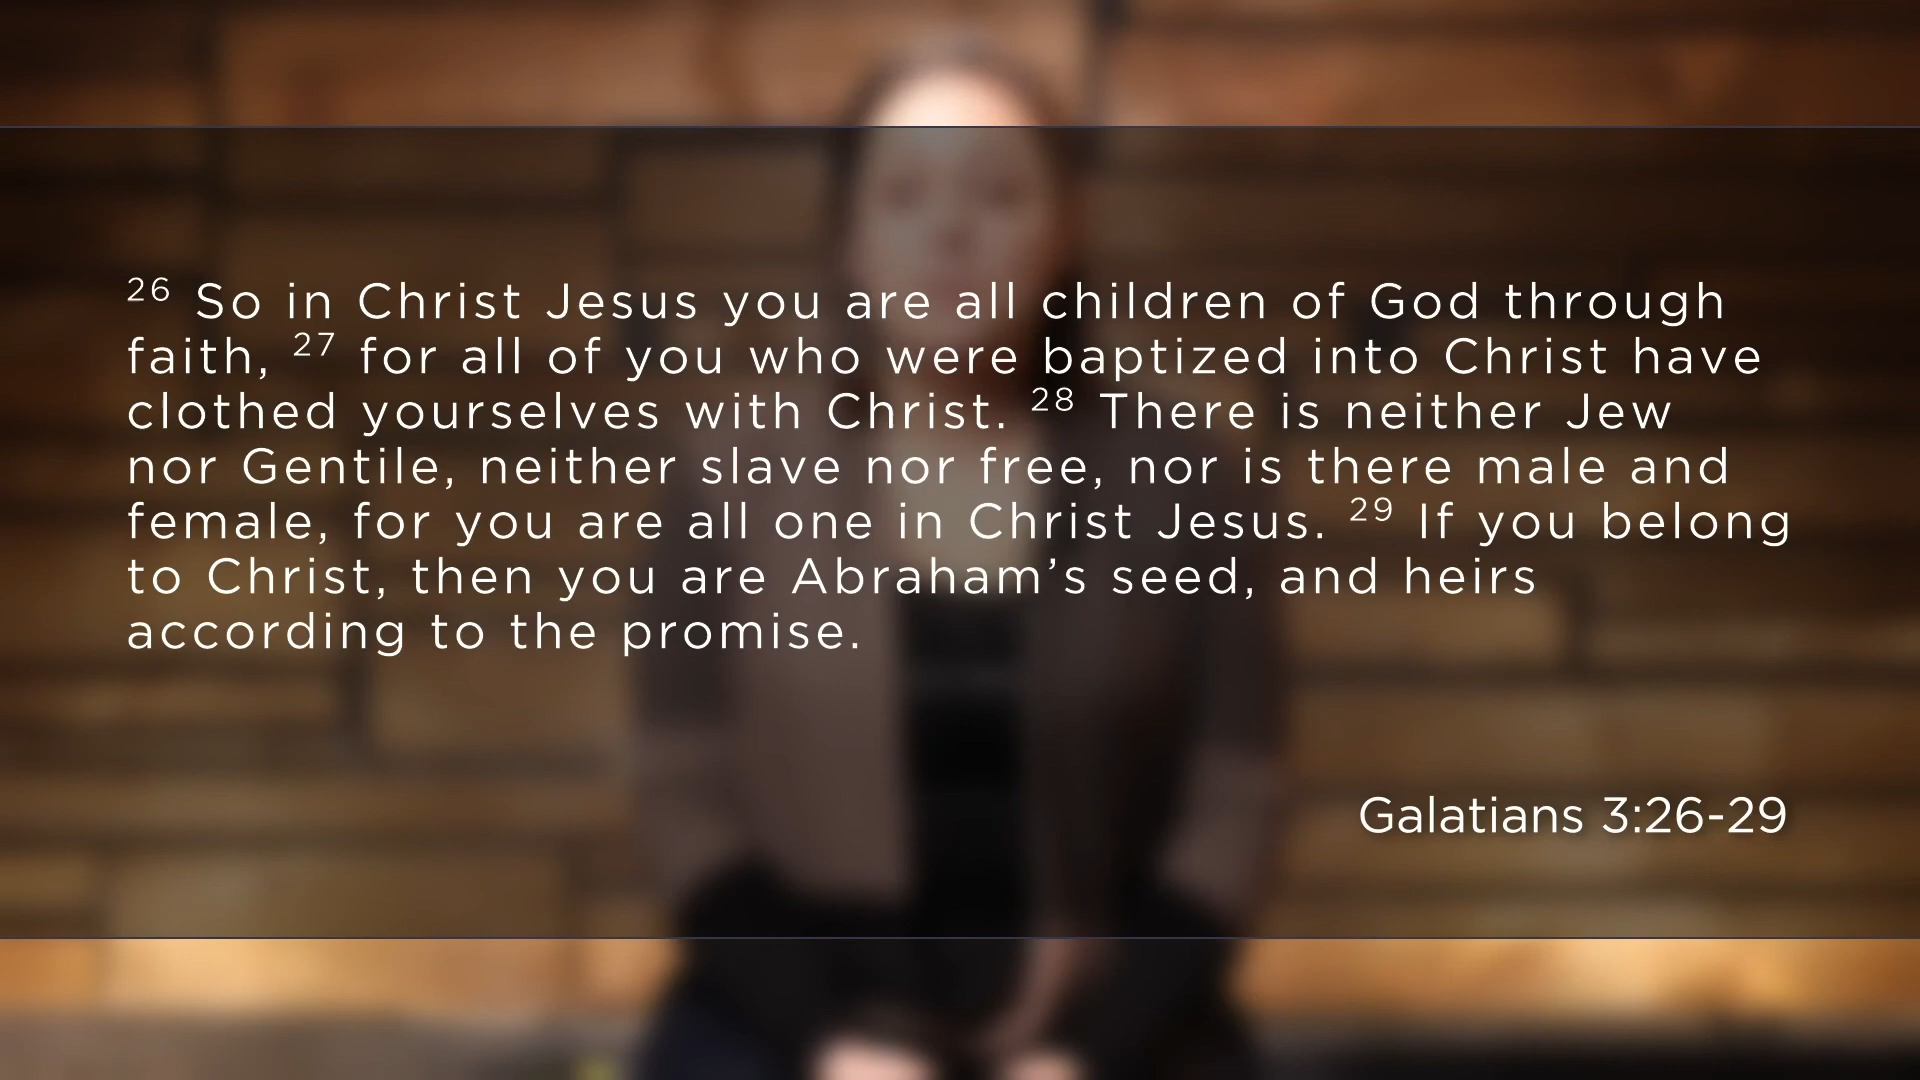 26 So in Christ Jesus you are all children of God through
faith, 27 for all of you who were baptized into Christ have
clothed yourselves with Christ. 28 There is neither Jew
nor Gentile, neither slave nor free, nor is there male and
female, for you are all one in Christ Jesus. 29 If you belong
to Christ, then you are Abraham’s seed, and heirs
according to the promise.
Galatians 3:26-29